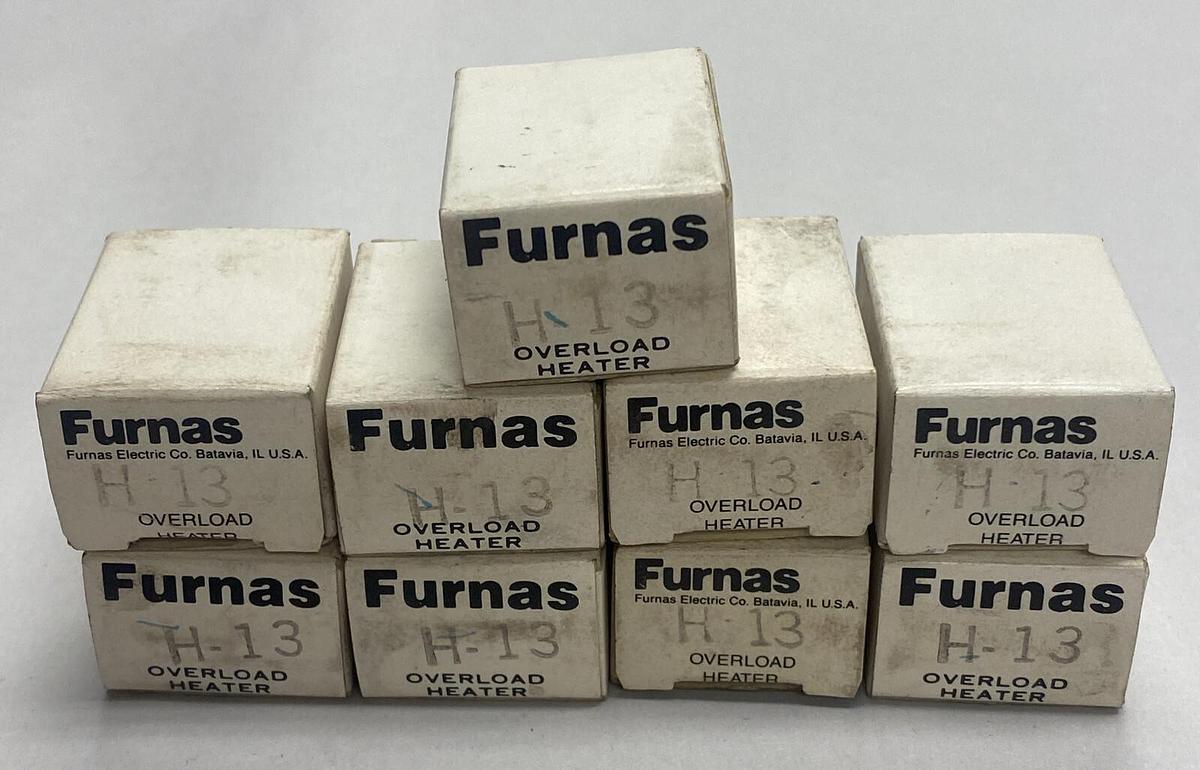 Furnas
H-13
OVERLOAD
HEATER
Furnas
Furnas Electric Co. Batavia, IL U.S.A.
H 13
OVERLOAD
HEATER
Furnas
H-13
OVERLOAD
HEATER
Furnas
Furnas Electric Co. Batavia, IL U.S.A.
H 13
OVERLOAD
HEATER
Furnas
Furnas Electric Co. Batavia, IL U.S.A.
H 13
OVERLOAD
HEATER
Furnas
H-13
OVERLOAD
HEATER
Furnas
H-13
OVERLOAD
HEATER
Furnas
Furnas Electric Co. Batavia, IL U.S.A.
H 13
OVERLOAD
HEATER
Furnas
H-13
OVERLOAD
HEATER